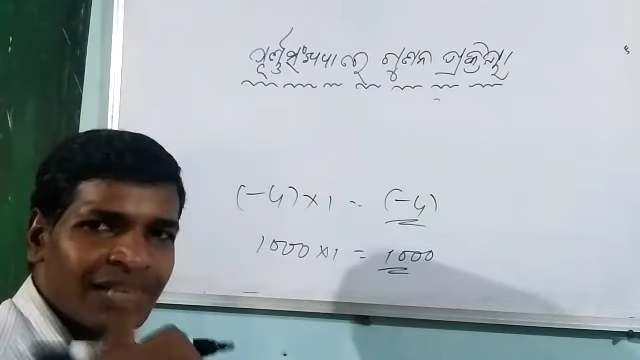 ପୂର୍ଣ୍ଣସଂଖ୍ୟା ରେ ଗୁଣନ ପ୍ରକ୍ରିୟା
(-4) × 1 = (-4)
1000 × 1 = 1000